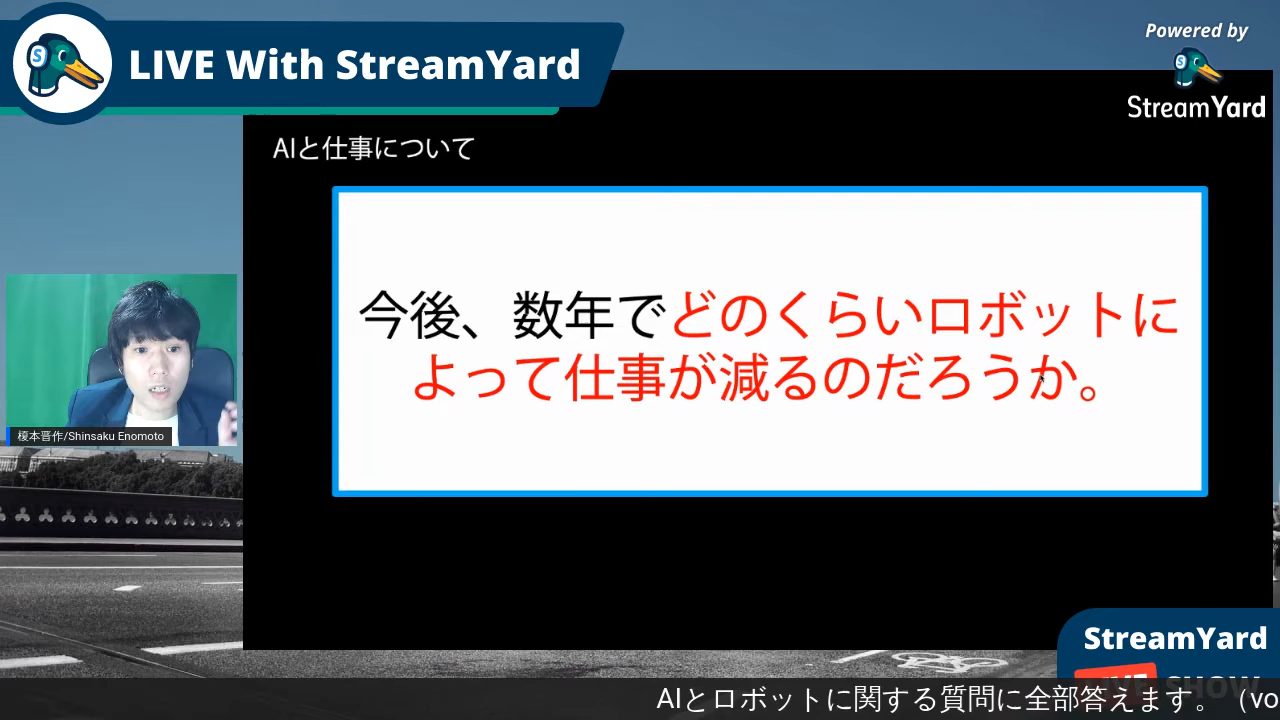 LIVE With StreamYard
Powered by
StreamYard
AIと仕事について
今後、数年でどのくらいロボットに
よって仕事が減るのだろうか。
榎本晋作/Shinsaku Enomoto
StreamYard
LIVE SHOW
AIとロボットに関する質問に全部答えます。（vo